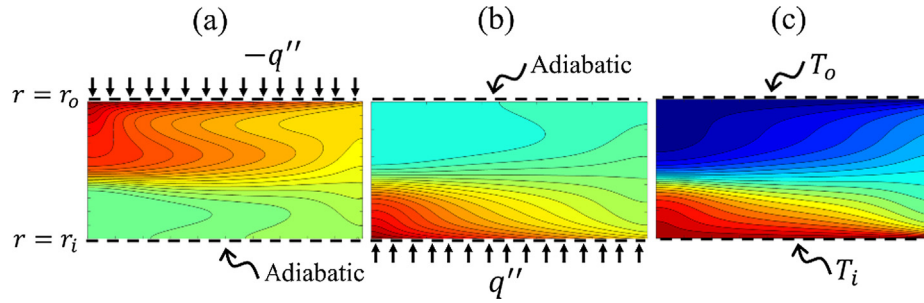 (a) (b) (c)
−q′′
Adiabatic
T_o
r = r_o
r = r_i
Adiabatic
q′′
T_i